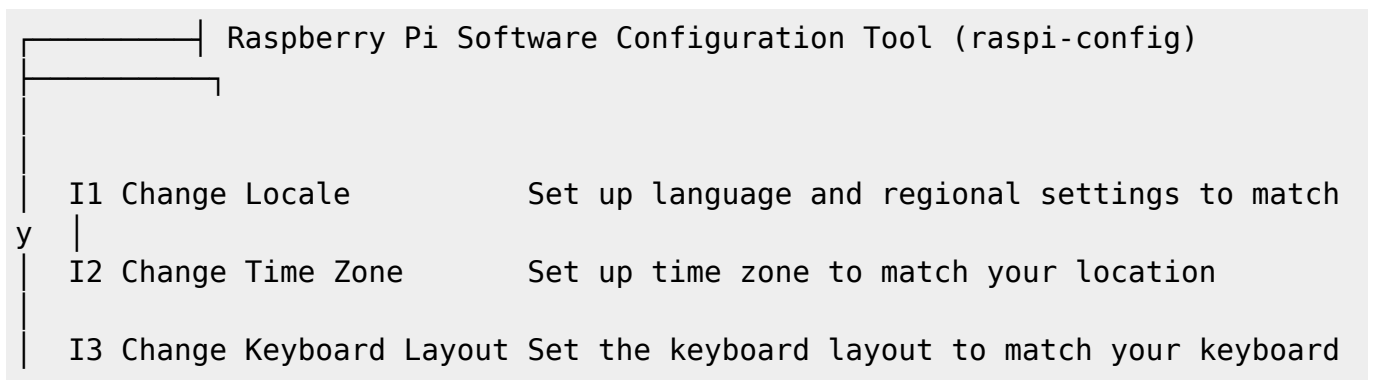 ┌──────────┤ Raspberry Pi Software Configuration Tool (raspi-config)
├───────────┐
│
│
│  I1 Change Locale          Set up language and regional settings to match
y  │
│  I2 Change Time Zone       Set up time zone to match your location
│
│  I3 Change Keyboard Layout Set the keyboard layout to match your keyboard